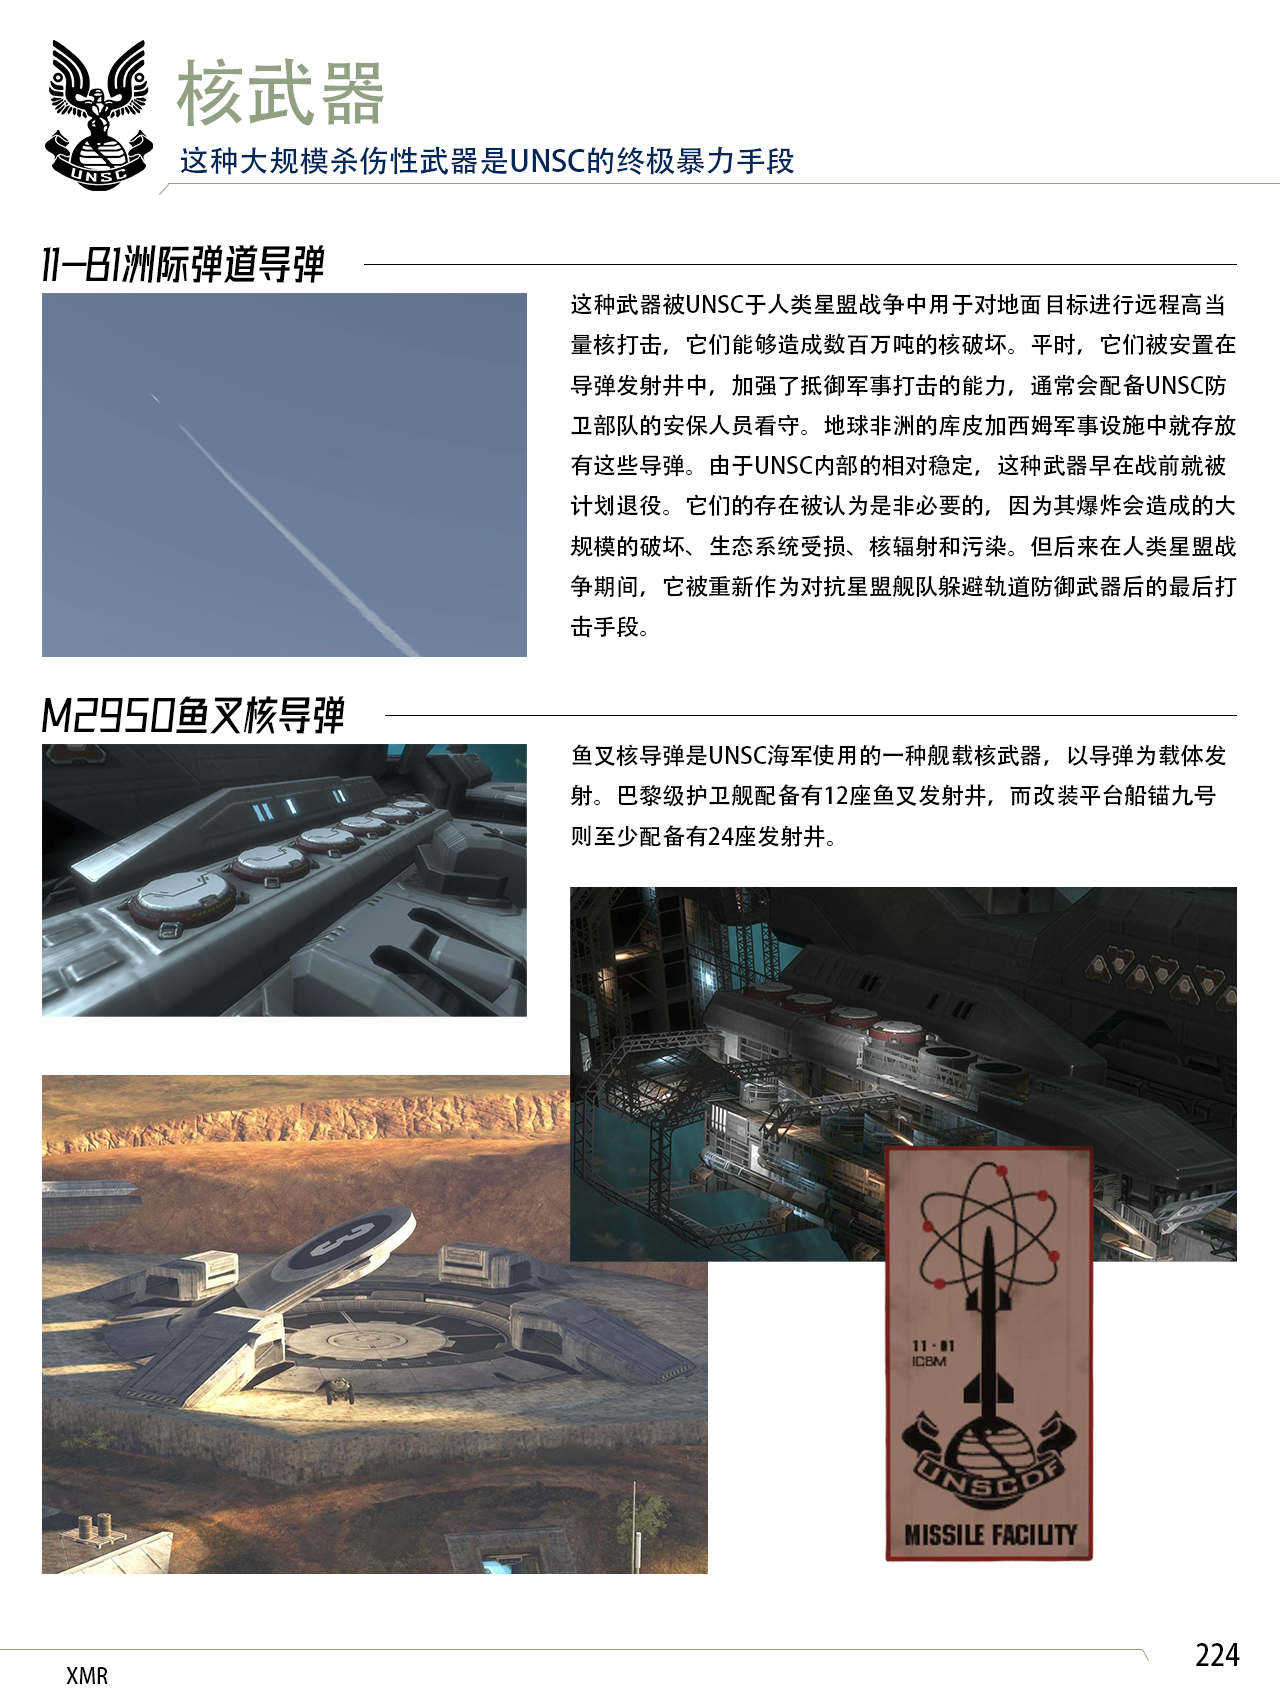 UNSC
核武器
这种大规模杀伤性武器是UNSC的终极暴力手段
11-B1洲际弹道导弹
这种武器被UNSC于人类星盟战争中用于对地面目标进行远程高当
量核打击，它们能够造成数百万吨的核破坏。平时，它们被安置在
导弹发射井中，加强了抵御军事打击的能力，通常会配备UNSC防
卫部队的安保人员看守。地球非洲的库皮加西姆军事设施中就存放
有这些导弹。由于UNSC内部的相对稳定，这种武器早在战前就被
计划退役。它们的存在被认为是非必要的，因为其爆炸会造成的大
规模的破坏、生态系统受损、核辐射和污染。但后来在人类星盟战
争期间，它被重新作为对抗星盟舰队躲避轨道防御武器后的最后打
击手段。
M2950鱼叉核导弹
鱼叉核导弹是UNSC海军使用的一种舰载核武器，以导弹为载体发
射。巴黎级护卫舰配备有12座鱼叉发射井，而改装平台船锚九号
则至少配备有24座发射井。
3
11-01
ICBM
UNSCDF
MISSILE FACILITY
XMR
224